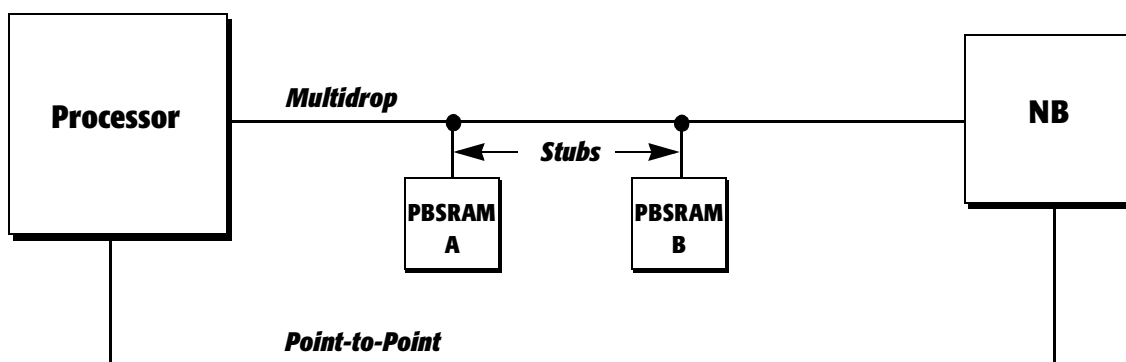 Processor
Multidrop
NB
Stubs
PBSRAM
A
PBSRAM
B
Point-to-Point